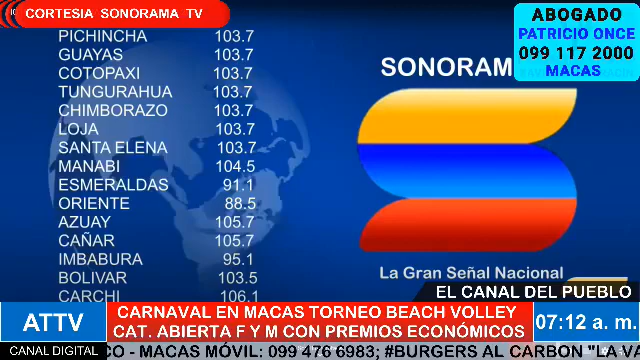 CORTESIA SONORAMA TV
ABOGADO
PATRICIO ONCE
099 117 2000
MACAS
PICHINCHA 103.7
GUAYAS 103.7
COTOPAXI 103.7
TUNGURAHUA 103.7
CHIMBORAZO 103.7
LOJA 103.7
SANTA ELENA 103.7
MANABI 104.5
ESMERALDAS 91.1
ORIENTE 88.5
AZUAY 105.7
CAÑAR 105.7
IMBABURA 95.1
BOLIVAR 103.5
CARCHI 106.1
SONORAM
La Gran Señal Nacional
EL CANAL DEL PUEBLO
ATTV
CANAL DIGITAL
CARNAVAL EN MACAS TORNEO BEACH VOLLEY
CAT. ABIERTA F Y M CON PREMIOS ECONÓMICOS
07:12 a. m.
CO - MACAS MÓVIL: 099 476 6983; #BURGERS AL CARBON "LA V